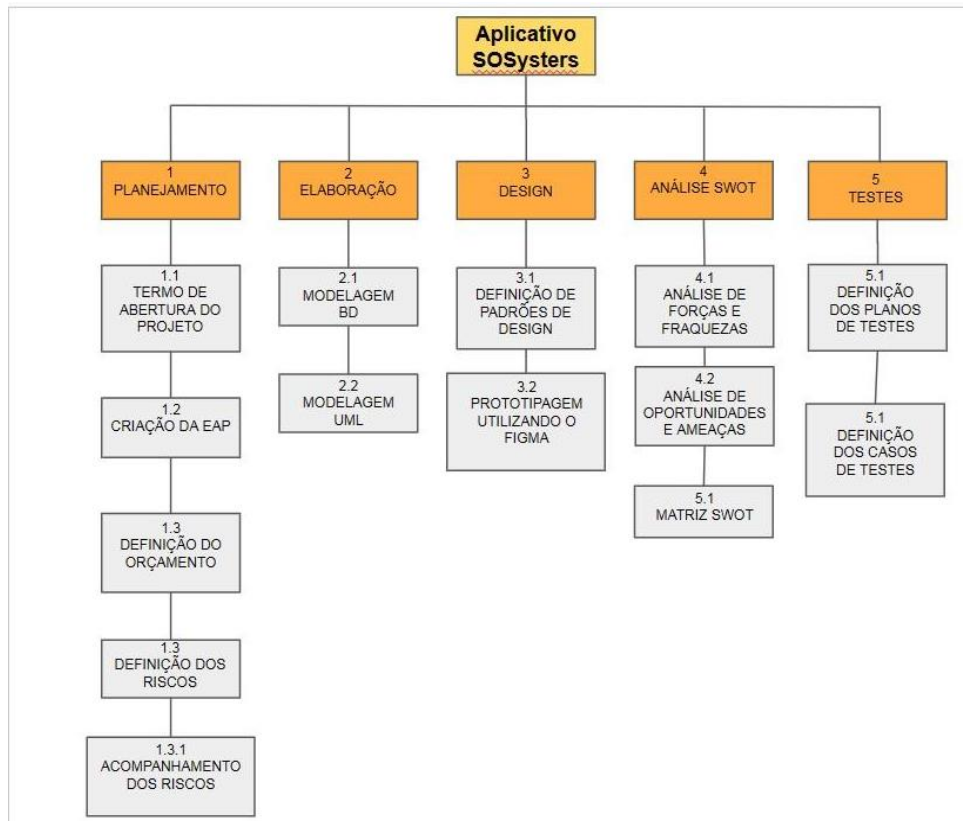 Aplicativo
SOSysters
1
PLANEJAMENTO
1.1
TERMO DE
ABERTURA DO
PROJETO
1.2
CRIAÇÃO DA EAP
1.3
DEFINIÇÃO DO
ORÇAMENTO
1.3
DEFINIÇÃO DOS
RISCOS
1.3.1
ACOMPANHAMENTO
DOS RISCOS
2
ELABORAÇÃO
2.1
MODELAGEM
BD
2.2
MODELAGEM
UML
3
DESIGN
3.1
DEFINIÇÃO DE
PADRÕES DE
DESIGN
3.2
PROTOTIPAGEM
UTILIZANDO O
FIGMA
4
ANÁLISE SWOT
4.1
ANÁLISE DE
FORÇAS E
FRAQUEZAS
4.2
ANÁLISE DE
OPORTUNIDADES
E AMEAÇAS
5.1
MATRIZ SWOT
5
TESTES
5.1
DEFINIÇÃO
DOS PLANOS
DE TESTES
5.1
DEFINIÇÃO
DOS CASOS
DE TESTES